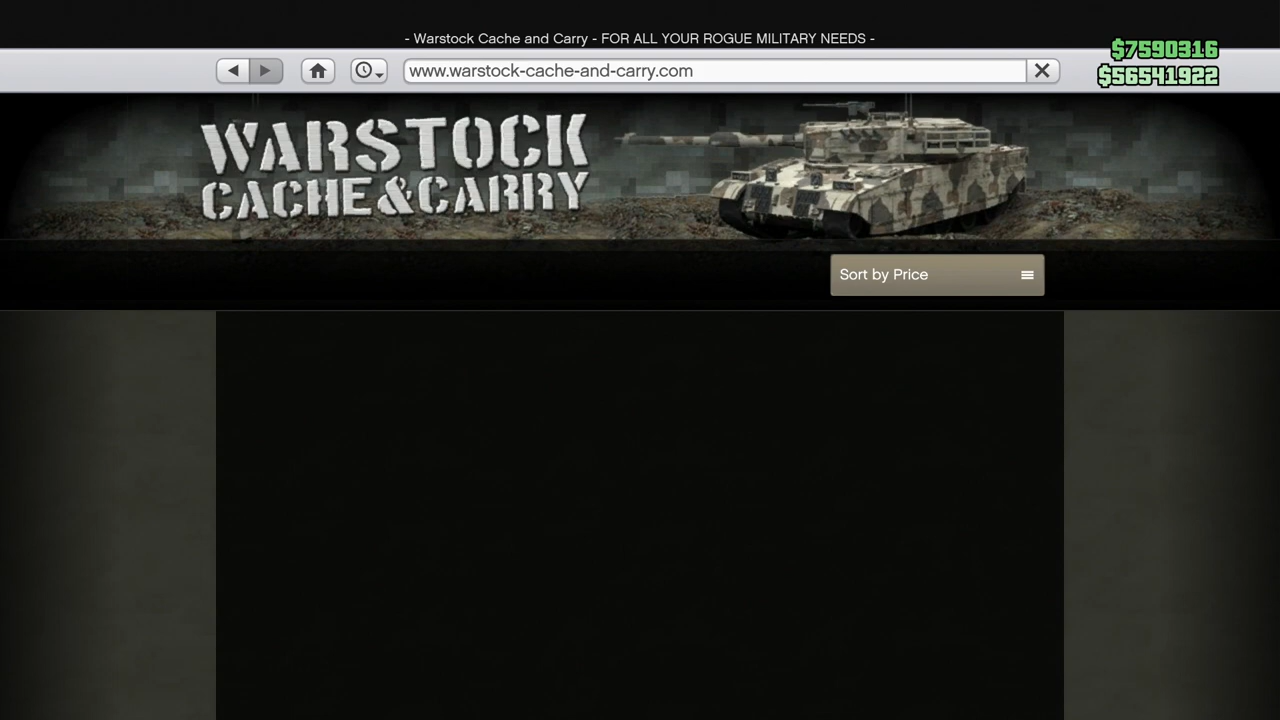 - Warstock Cache and Carry - FOR ALL YOUR ROGUE MILITARY NEEDS -
$7590316
www.warstock-cache-and-carry.com
$56541922
WARSTOCK
CACHE&CARRY
Sort by Price